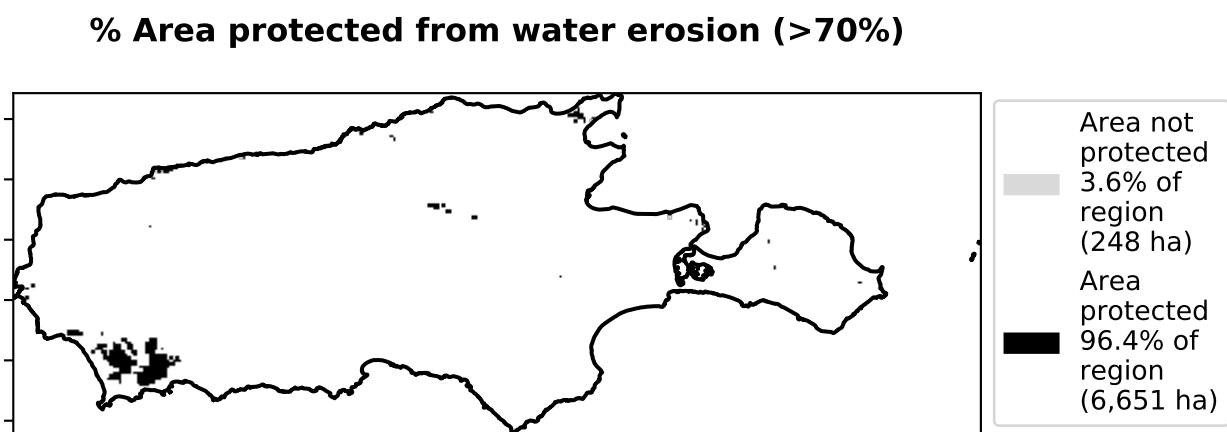 % Area protected from water erosion (>70%)
Area not
protected
3.6% of
region
(248 ha)
Area
protected
96.4% of
region
(6,651 ha)